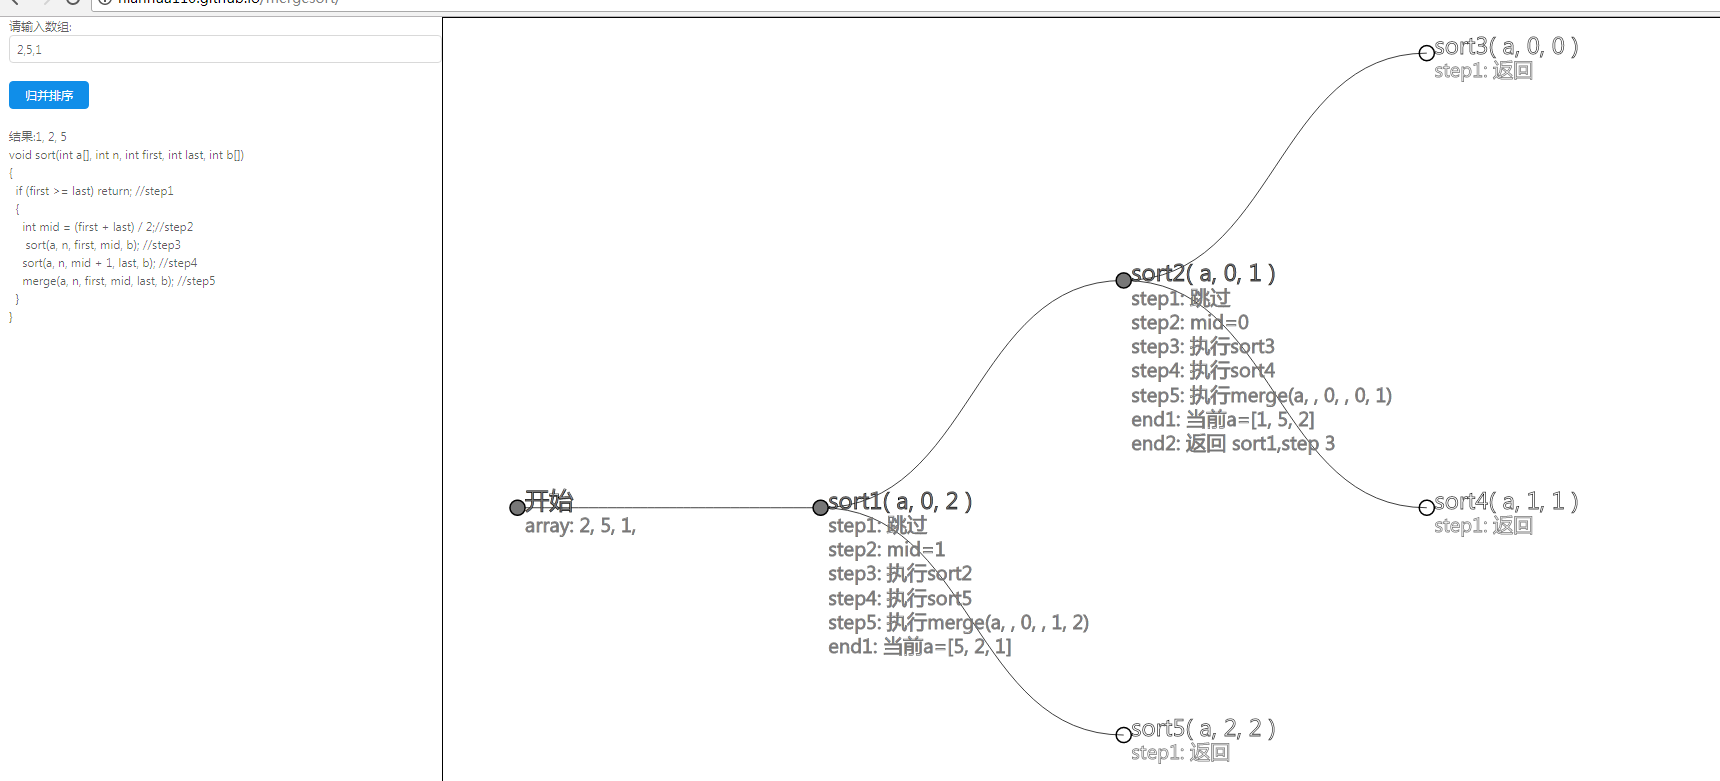 请输入数组:
2,5,1
归并排序
结果:1, 2, 5
void sort(int a[], int n, int first, int last, int b[])
{
if (first >= last) return; //step1
{
int mid = (first + last) / 2;//step2
sort(a, n, first, mid, b); //step3
sort(a, n, mid + 1, last, b); //step4
merge(a, n, first, mid, last, b); //step5
}
}
sort3( a, 0, 0 )
step1: 返回
sort2( a, 0, 1 )
step1: 跳过
step2: mid=0
step3: 执行sort3
step4: 执行sort4
step5: 执行merge(a, , 0, , 0, 1)
end1: 当前a=[1, 5, 2]
end2: 返回 sort1,step 3
开始
array: 2, 5, 1,
sort1( a, 0, 2 )
step1: 跳过
step2: mid=1
step3: 执行sort2
step4: 执行sort5
step5: 执行merge(a, , 0, , 1, 2)
end1: 当前a=[5, 2, 1]
sort4( a, 1, 1 )
step1: 返回
sort5( a, 2, 2 )
step1: 返回